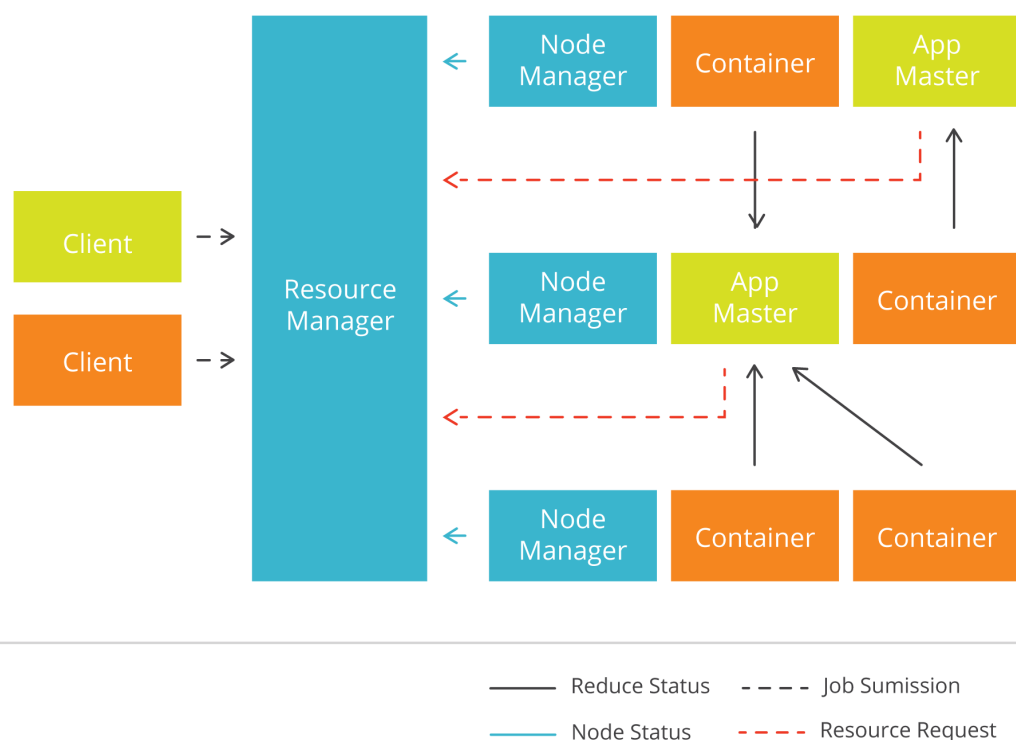 Node
Manager
Container
App
Master
Client
Resource
Manager
Node
Manager
App
Master
Container
Client
Node
Manager
Container
Container
Reduce Status
Job Sumission
Node Status
Resource Request